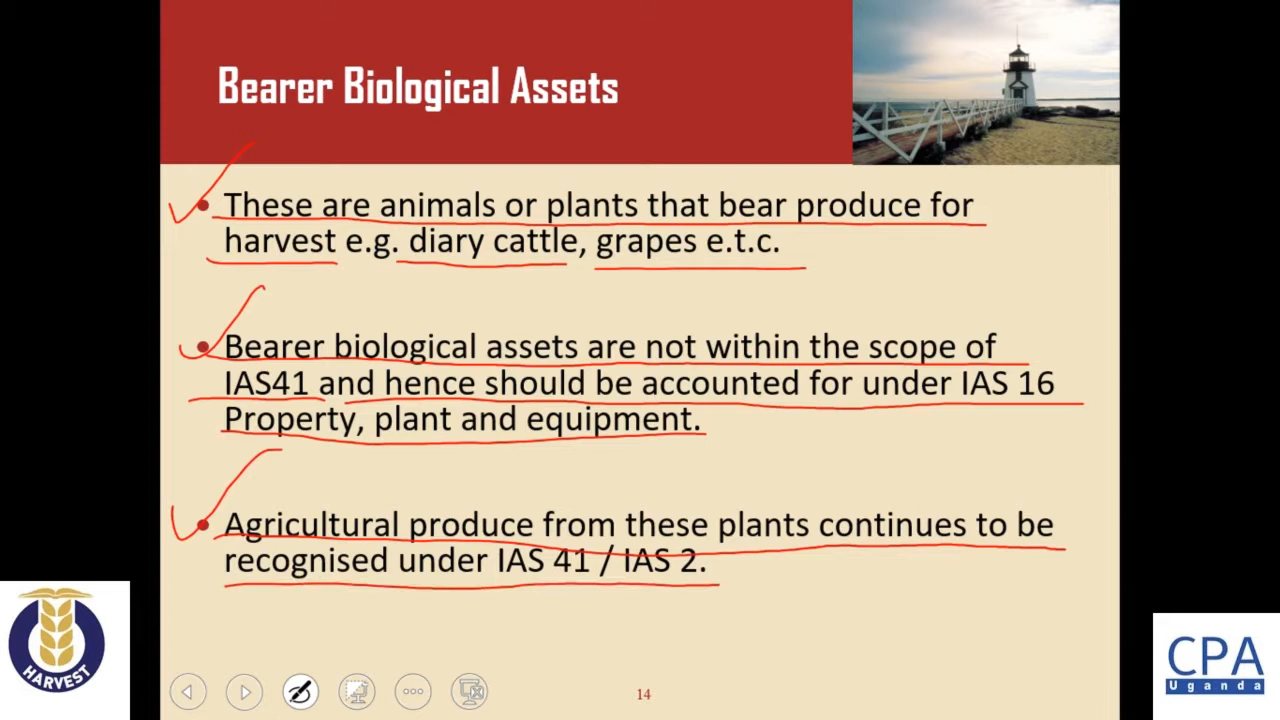 Bearer Biological Assets
• These are animals or plants that bear produce for
harvest e.g. diary cattle, grapes e.t.c.
• Bearer biological assets are not within the scope of
IAS41 and hence should be accounted for under IAS 16
Property, plant and equipment.
• Agricultural produce from these plants continues to be
recognised under IAS 41 / IAS 2.
HARVEST
14
CPA
Uganda